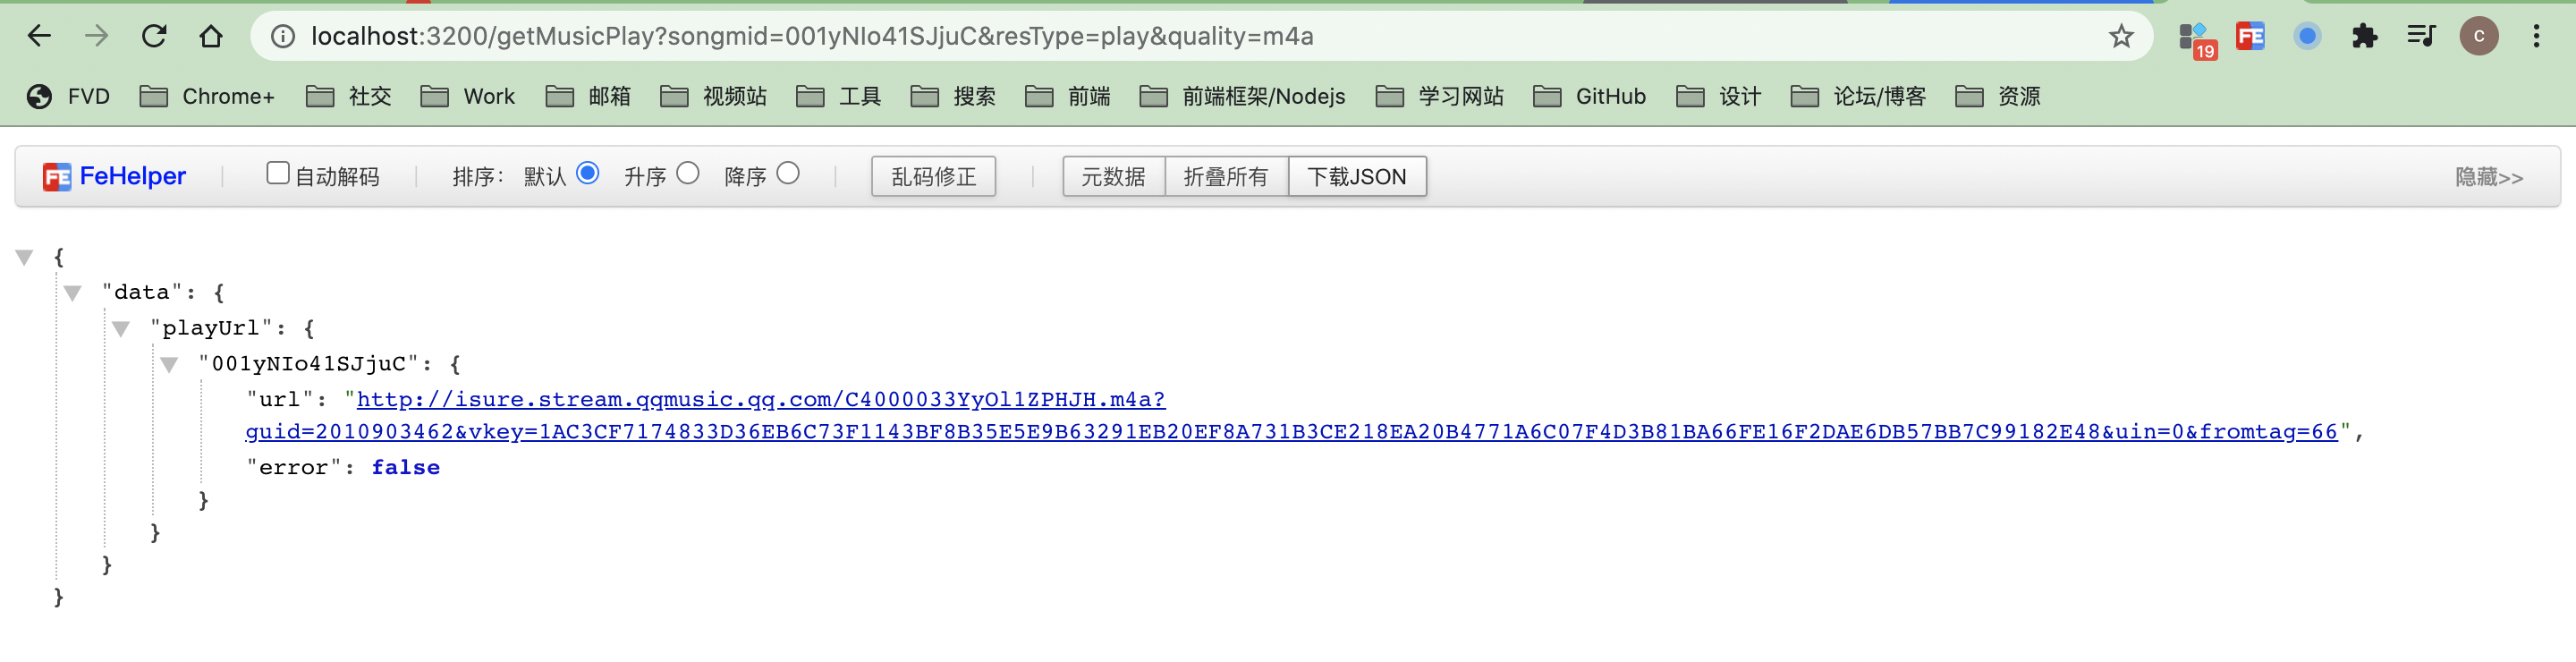 localhost:3200/getMusicPlay?songmid=001yNIo41SJjuC&resType=play&quality=m4a
19
FE
C
FVD Chrome+ 社交 Work 邮箱 视频站 工具 搜索 前端 前端框架/Nodejs 学习网站 GitHub 设计 论坛/博客 资源
FE FeHelper 自动解码 排序: 默认 升序 降序 乱码修正 元数据 折叠所有 下载JSON 隐藏>>
{
"data": {
"playUrl": {
"001yNIo41SJjuC": {
"url": "http://isure.stream.qqmusic.qq.com/C4000033YyOl1ZPHJH.m4a?
guid=2010903462&vkey=1AC3CF7174833D36EB6C73F1143BF8B35E5E9B63291EB20EF8A731B3CE218EA20B4771A6C07F4D3B81BA66FE16F2DAE6DB57BB7C99182E48&uin=0&fromtag=66",
"error": false
}
}
}
}